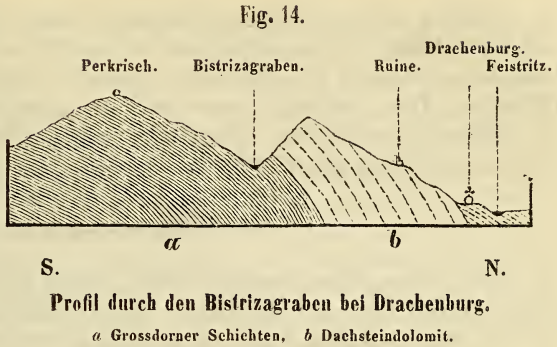 Fig. 14.
Drachenburg.
Perkrisch. Bistrizagraben. Ruine. Feistritz.
a b
S. N.
Profil durch den Bistrizagraben bei Drachenburg.
a Grossdorner Schichten, b Dachsteindolomit.